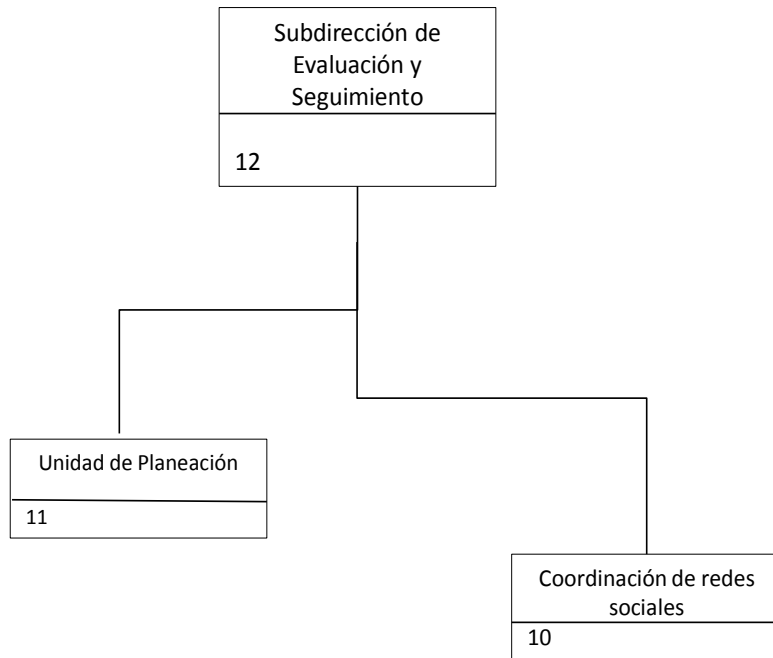 Subdirección de
Evaluación y
Seguimiento
12
Unidad de Planeación
11
Coordinación de redes
sociales
10